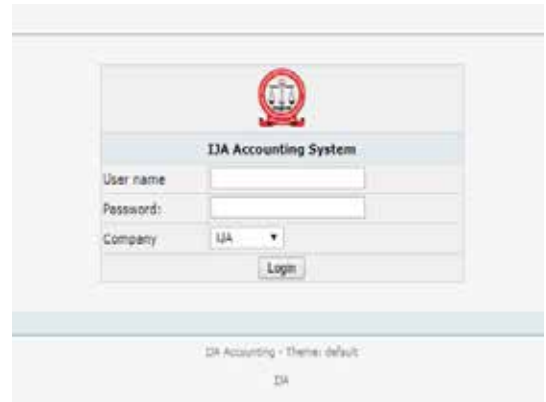 IJA Accounting System
User name
Password:
Company IJA
Login
IJA Accounting - Theme: default
IJA